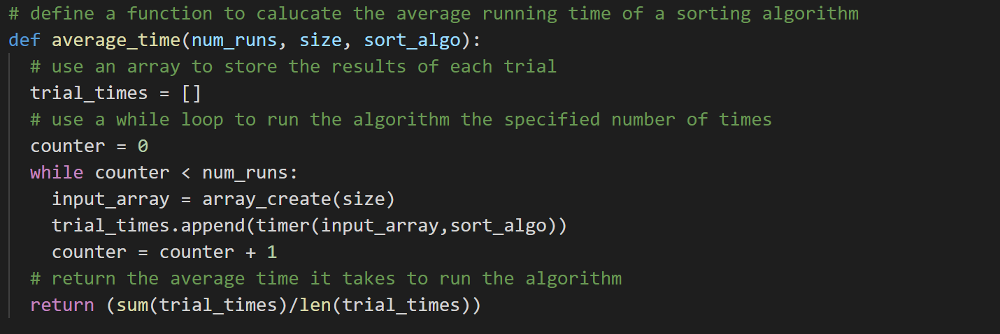 # define a function to calucate the average running time of a sorting algorithm
def average_time(num_runs, size, sort_algo):
  # use an array to store the results of each trial
  trial_times = []
  # use a while loop to run the algorithm the specified number of times
  counter = 0
  while counter < num_runs:
    input_array = array_create(size)
    trial_times.append(timer(input_array,sort_algo))
    counter = counter + 1
  # return the average time it takes to run the algorithm
  return (sum(trial_times)/len(trial_times))